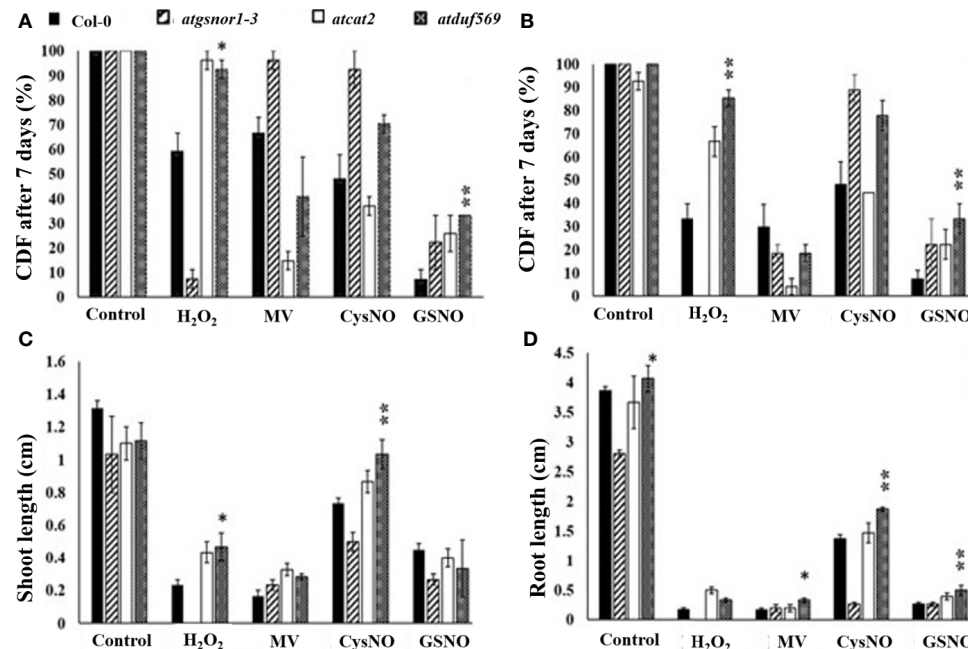 A
Col-0
atgsnor1-3
atcat2
atduf569
CDF after 7 days (%)
100
90
80
70
60
50
40
30
20
10
0
*
**
Control
H₂O₂
MV
CysNO
GSNO
B
CDF after 7 days (%)
100
90
80
70
60
50
40
30
20
10
0
**
**
Control
H₂O₂
MV
CysNO
GSNO
C
Shoot length (cm)
1.6
1.4
1.2
1
0.8
0.6
0.4
0.2
0
*
**
Control
H₂O₂
MV
CysNO
GSNO
D
Root length (cm)
4.5
4
3.5
3
2.5
2
1.5
1
0.5
0
*
*
**
**
Control
H₂O₂
MV
CysNO
GSNO